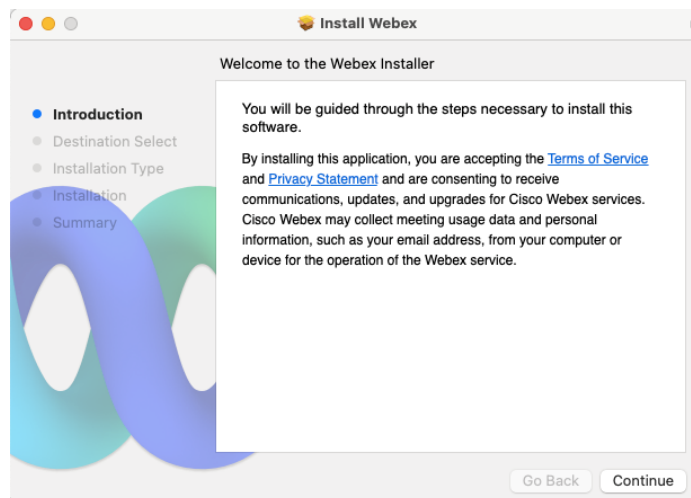 Install Webex
Welcome to the Webex Installer
Introduction
Destination Select
Installation Type
Installation
Summary
You will be guided through the steps necessary to install this
software.
By installing this application, you are accepting the Terms of Service
and Privacy Statement and are consenting to receive
communications, updates, and upgrades for Cisco Webex services.
Cisco Webex may collect meeting usage data and personal
information, such as your email address, from your computer or
device for the operation of the Webex service.
Go Back
Continue